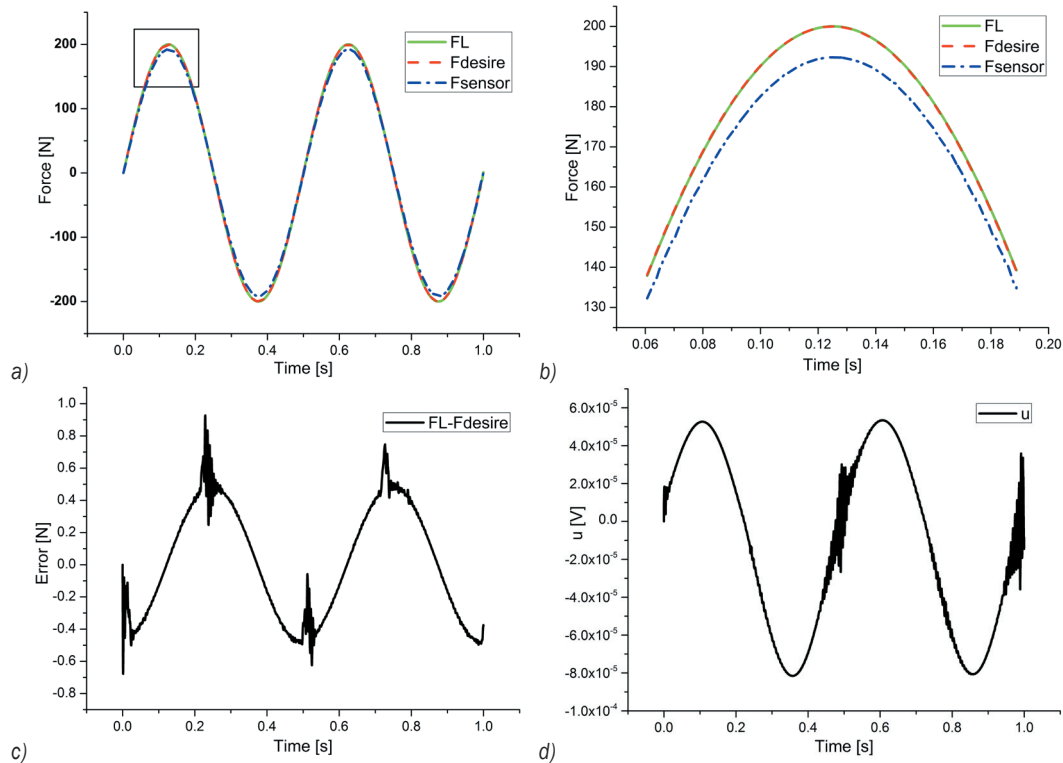 200
100
0
-100
-200
Force [N]
FL
Fdesire
Fsensor
0.0 0.2 0.4 0.6 0.8 1.0
Time [s]
a)
200
190
180
170
160
150
140
130
Force [N]
FL
Fdesire
Fsensor
0.06 0.08 0.10 0.12 0.14 0.16 0.18 0.20
Time [s]
b)
1.0
0.8
0.6
0.4
0.2
0.0
-0.2
-0.4
-0.6
-0.8
Error [N]
FL-Fdesire
0.0 0.2 0.4 0.6 0.8 1.0
Time [s]
c)
6.0x10⁻⁵
4.0x10⁻⁵
2.0x10⁻⁵
0.0
-2.0x10⁻⁵
-4.0x10⁻⁵
-6.0x10⁻⁵
-8.0x10⁻⁵
-1.0x10⁻⁴
u [V]
u
0.0 0.2 0.4 0.6 0.8 1.0
Time [s]
d)